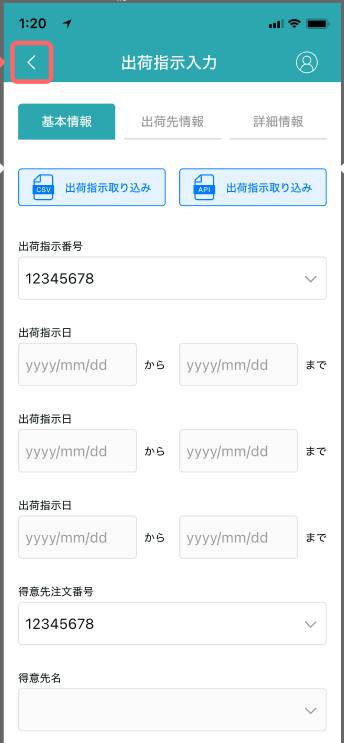 1:20
出荷指示入力
基本情報 出荷先情報 詳細情報
CSV 出荷指示取り込み API 出荷指示取り込み
出荷指示番号
12345678
出荷指示日
yyyy/mm/dd から yyyy/mm/dd まで
出荷指示日
yyyy/mm/dd から yyyy/mm/dd まで
出荷指示日
yyyy/mm/dd から yyyy/mm/dd まで
得意先注文番号
12345678
得意先名